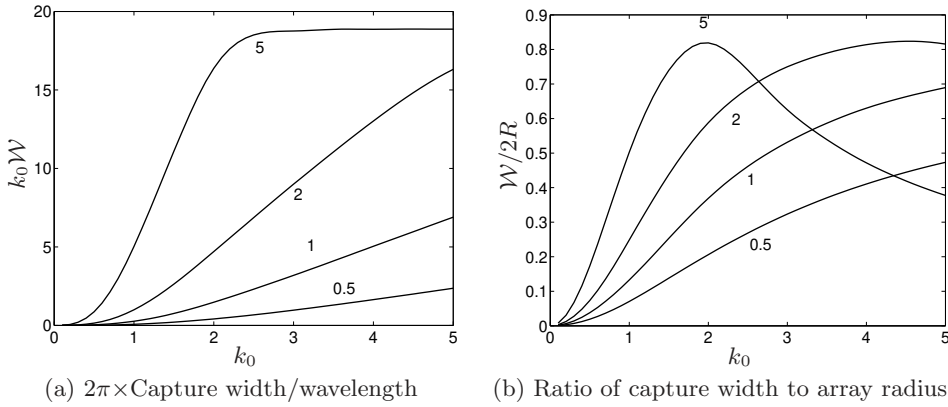 20
15
10
5
0
k₀𝒲
5
2
1
0.5
0 1 2 3 4 5
k₀
(a) 2π×Capture width/wavelength
0.9
0.8
0.7
0.6
0.5
0.4
0.3
0.2
0.1
0
𝒲/2R
5
2
1
0.5
0 1 2 3 4 5
k₀
(b) Ratio of capture width to array radius